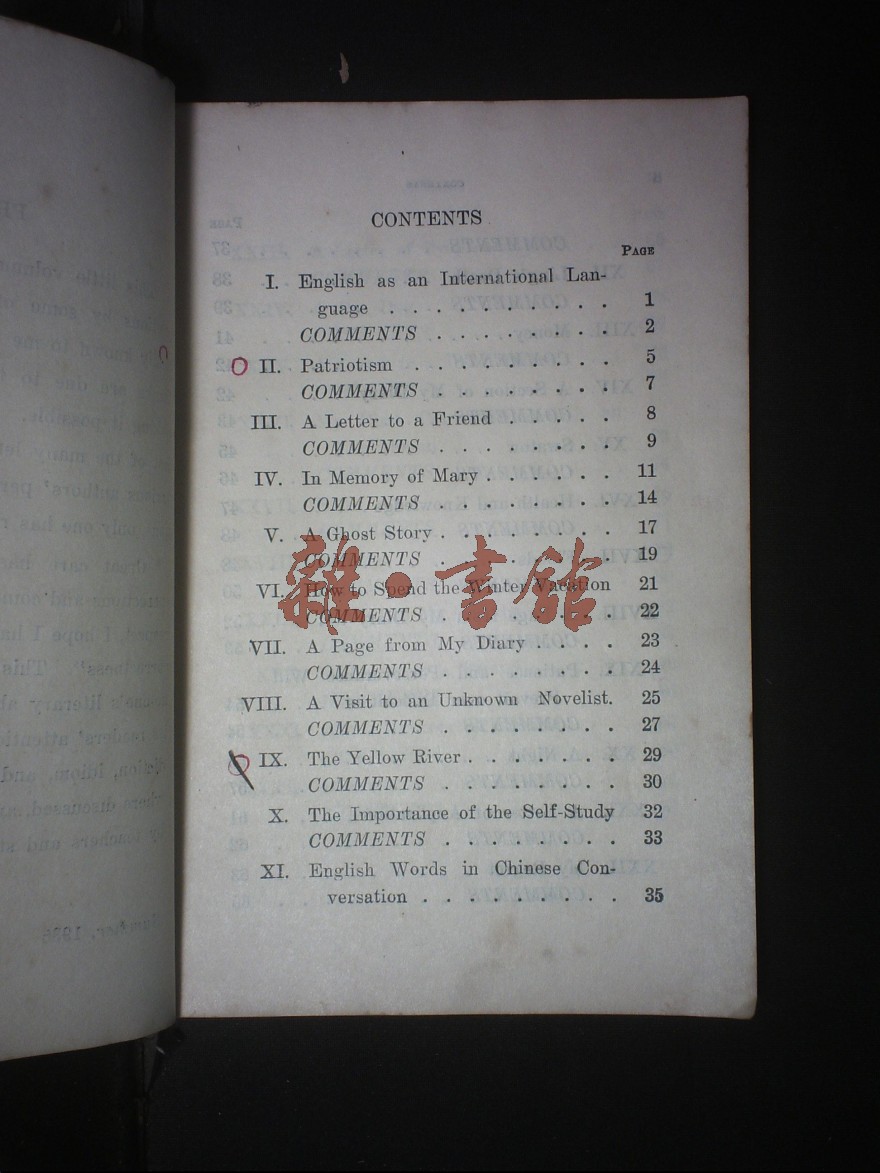 CONTENTS
PAGE
I. English as an International Lan-
guage . . . . . . . . . . 1
COMMENTS . . . . . . . . 2
II. Patriotism . . . . . . . . . 5
COMMENTS . . . . . . . . 7
III. A Letter to a Friend . . . . . 8
COMMENTS . . . . . . . . 9
IV. In Memory of Mary . . . . . . 11
COMMENTS . . . . . . . . 14
V. A Ghost Story . . . . . . . . 17
COMMENTS . . . . . . . . 19
VI. How to Spend the Winter Vacation 21
COMMENTS . . . . . . . . 22
VII. A Page from My Diary . . . . 23
COMMENTS . . . . . . . . 24
VIII. A Visit to an Unknown Novelist. 25
COMMENTS . . . . . . . . 27
IX. The Yellow River . . . . . . . 29
COMMENTS . . . . . . . . 30
X. The Importance of the Self-Study 32
COMMENTS . . . . . . . . 33
XI. English Words in Chinese Con-
versation . . . . . . . . . 35
雜·書館